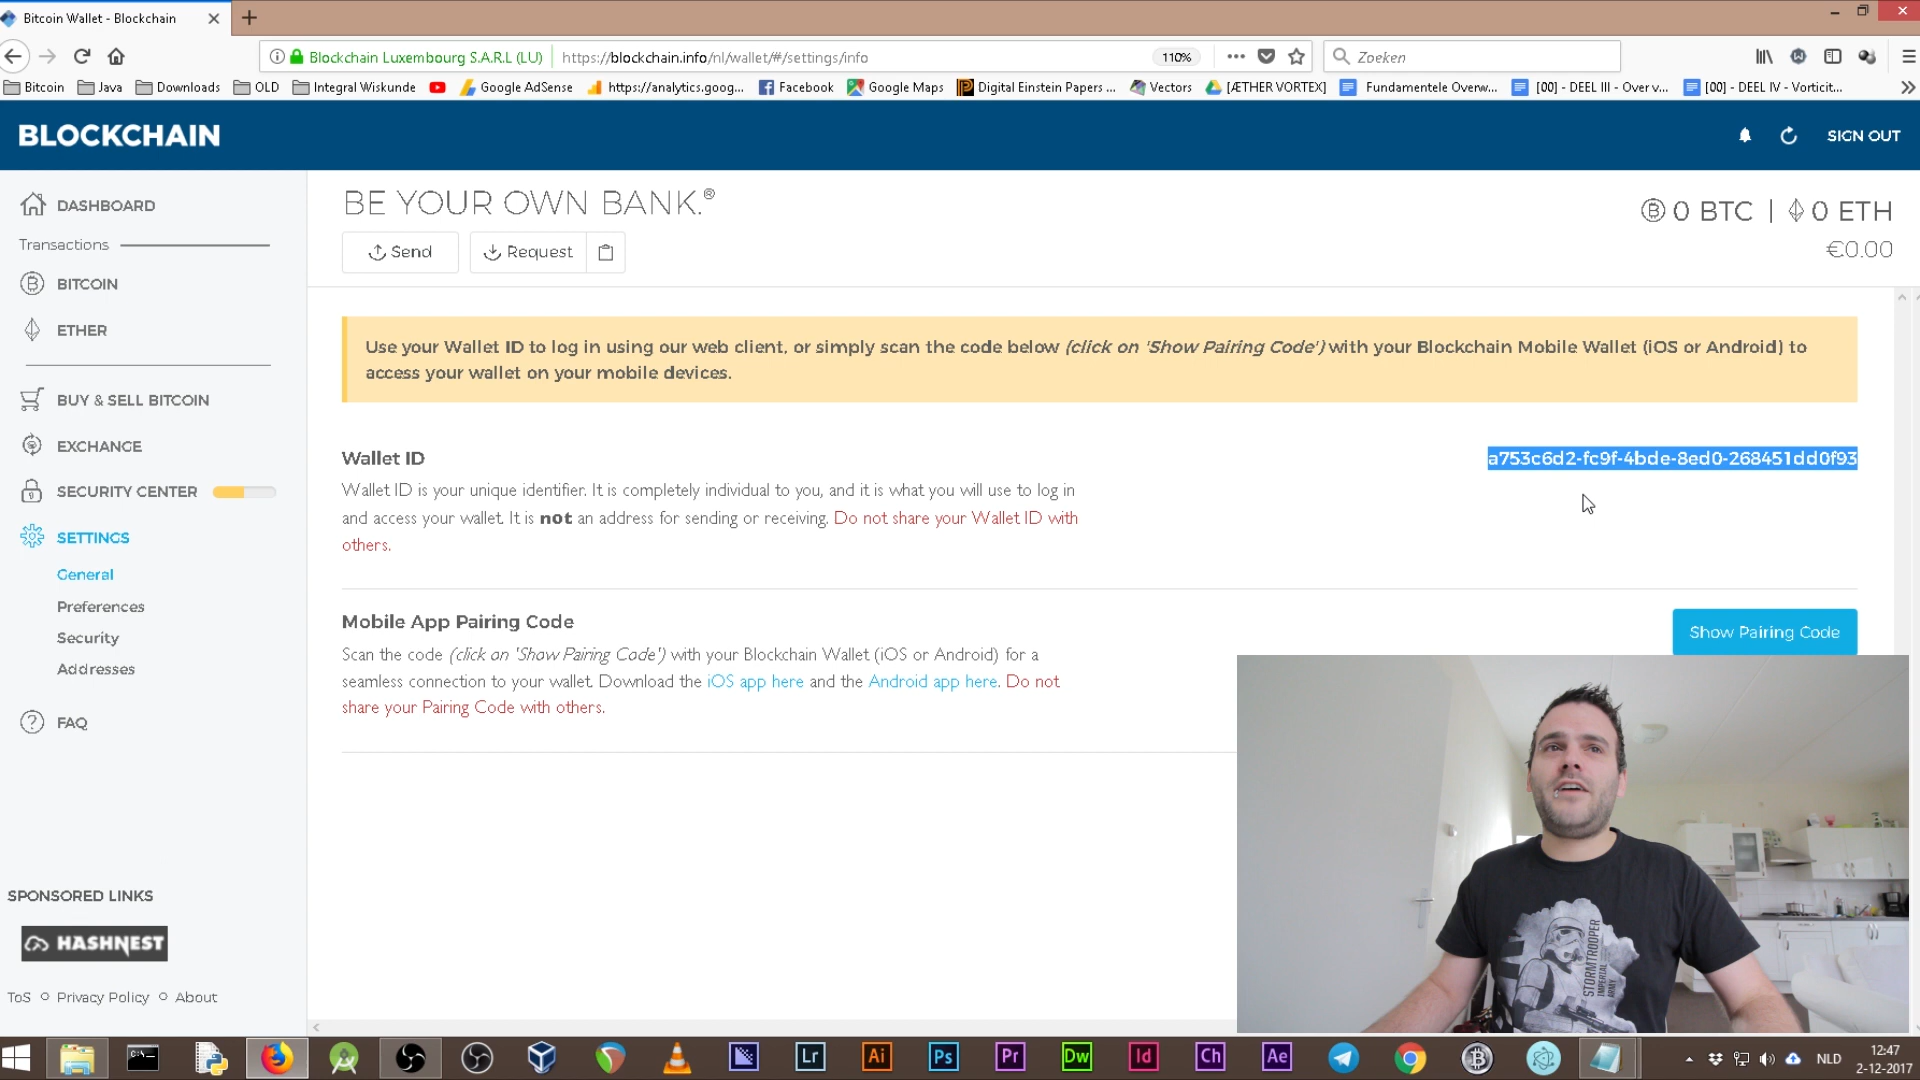 Bitcoin Wallet - Blockchain
Blockchain Luxembourg S.A.R.L (LU)
https://blockchain.info/nl/wallet/#/settings/info
110%
Zoeken
Bitcoin
Java
Downloads
OLD
Integral Wiskunde
Google AdSense
https://analytics.goog...
Facebook
Google Maps
Digital Einstein Papers ...
Vectors
[ÆTHER VORTEX]
Fundamentele Overw...
[00] - DEEL III - Over v...
[00] - DEEL IV - Vorticit...
BLOCKCHAIN
SIGN OUT
DASHBOARD
Transactions
BITCOIN
ETHER
BUY & SELL BITCOIN
EXCHANGE
SECURITY CENTER
SETTINGS
General
Preferences
Security
Addresses
FAQ
SPONSORED LINKS
HASHNEST
ToS
Privacy Policy
About
BE YOUR OWN BANK.®
0 BTC | 0 ETH
€0.00
Send
Request
Use your Wallet ID to log in using our web client, or simply scan the code below (click on 'Show Pairing Code') with your Blockchain Mobile Wallet (iOS or Android) to
access your wallet on your mobile devices.
Wallet ID
a753c6d2-fc9f-4bde-8ed0-268451dd0f93
Wallet ID is your unique identifier. It is completely individual to you, and it is what you will use to log in
and access your wallet. It is not an address for sending or receiving. Do not share your Wallet ID with
others.
Mobile App Pairing Code
Show Pairing Code
Scan the code (click on 'Show Pairing Code') with your Blockchain Wallet (iOS or Android) for a
seamless connection to your wallet. Download the iOS app here and the Android app here. Do not
share your Pairing Code with others.
STORMTROOPER
IMPERIAL
ARMY
Lr
Ai
Ps
Pr
Dw
Id
Ch
Ae
NLD
12:47
2-12-2017